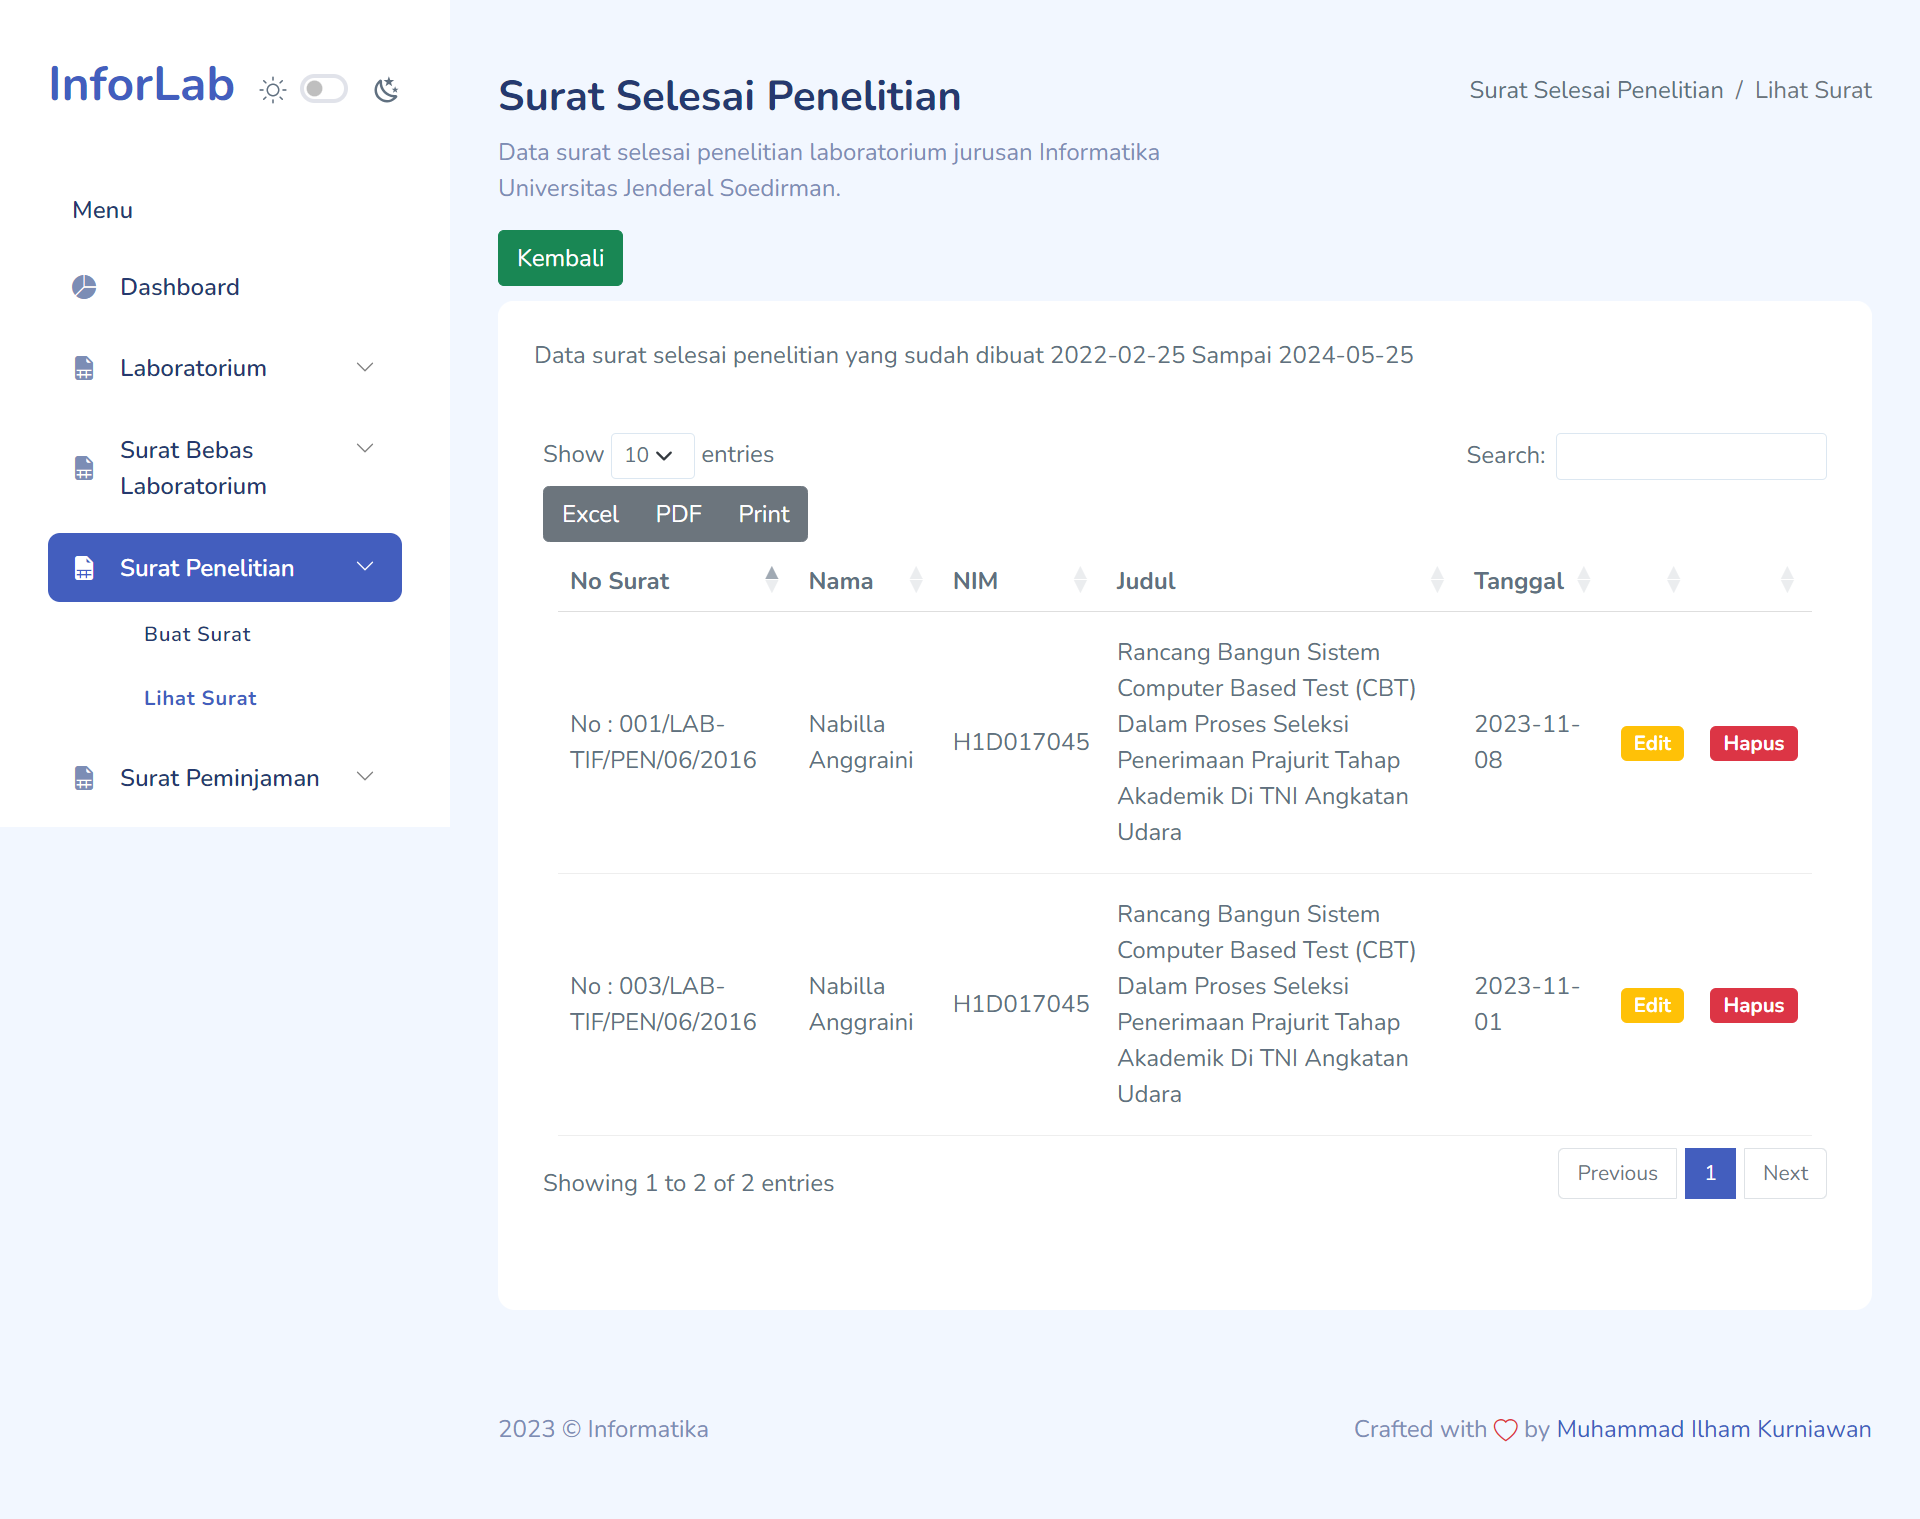 InforLab
Menu
Dashboard
Laboratorium
Surat Bebas
Laboratorium
Surat Penelitian
Buat Surat
Lihat Surat
Surat Peminjaman
Surat Selesai Penelitian
Surat Selesai Penelitian / Lihat Surat
Data surat selesai penelitian laboratorium jurusan Informatika
Universitas Jenderal Soedirman.
Kembali
Data surat selesai penelitian yang sudah dibuat 2022-02-25 Sampai 2024-05-25
Show 10 entries
Search:
Excel PDF Print
No Surat Nama NIM Judul Tanggal
Rancang Bangun Sistem
Computer Based Test (CBT)
No : 001/LAB- Nabilla Dalam Proses Seleksi 2023-11-
H1D017045 Edit Hapus
TIF/PEN/06/2016 Anggraini Penerimaan Prajurit Tahap 08
Akademik Di TNI Angkatan
Udara
Rancang Bangun Sistem
Computer Based Test (CBT)
No : 003/LAB- Nabilla Dalam Proses Seleksi 2023-11-
H1D017045 Edit Hapus
TIF/PEN/06/2016 Anggraini Penerimaan Prajurit Tahap 01
Akademik Di TNI Angkatan
Udara
Showing 1 to 2 of 2 entries
Previous 1 Next
2023 © Informatika
Crafted with by Muhammad Ilham Kurniawan